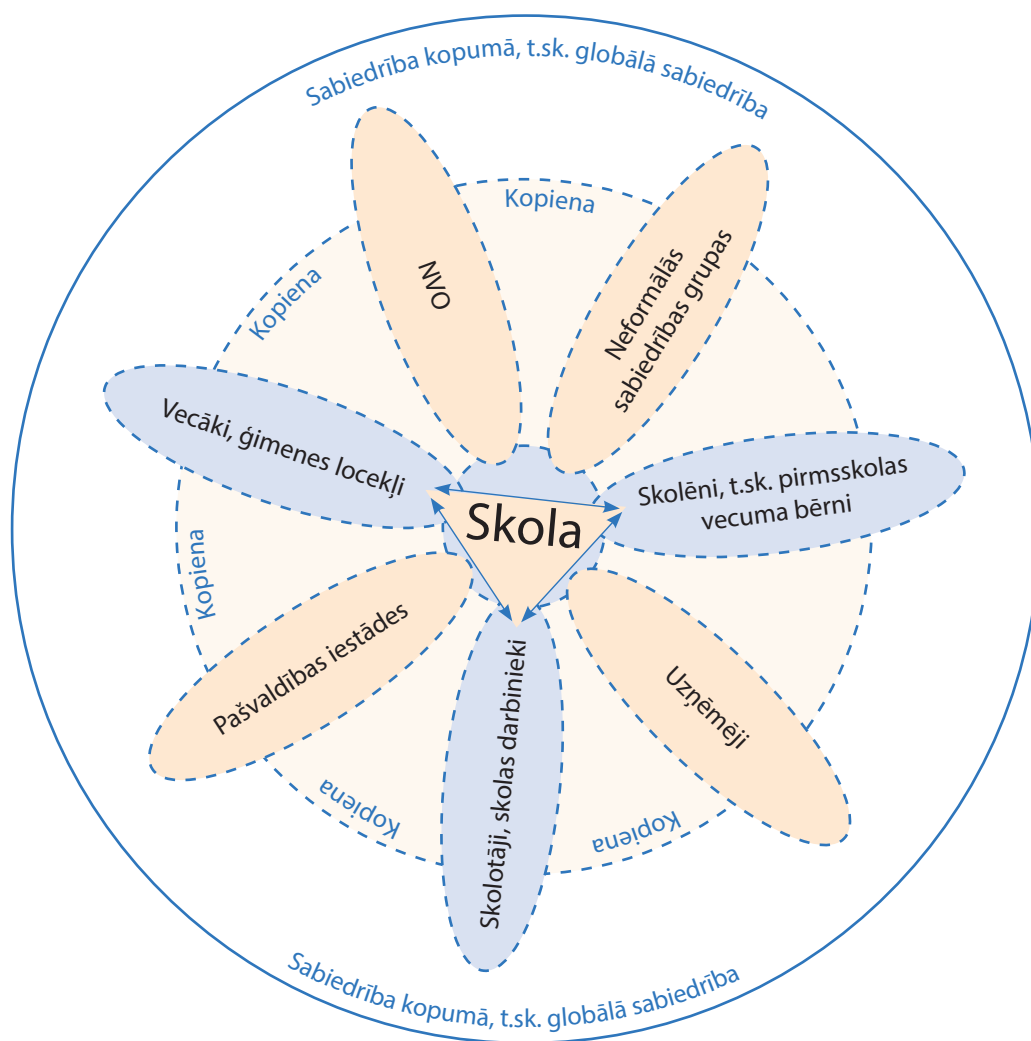 Sabiedrība kopumā, t.sk. globālā sabiedrība
Kopiena
Kopiena
NVO
Neformālās
sabiedrības grupas
Vecāki, ģimenes locekļi
Skolēni, t.sk. pirmsskolas
vecuma bērni
Skola
Kopiena
Pašvaldības iestādes
Skolotāji, skolas darbinieki
Uzņēmēji
Kopiena
Kopiena
Sabiedrība kopumā, t.sk. globālā sabiedrība